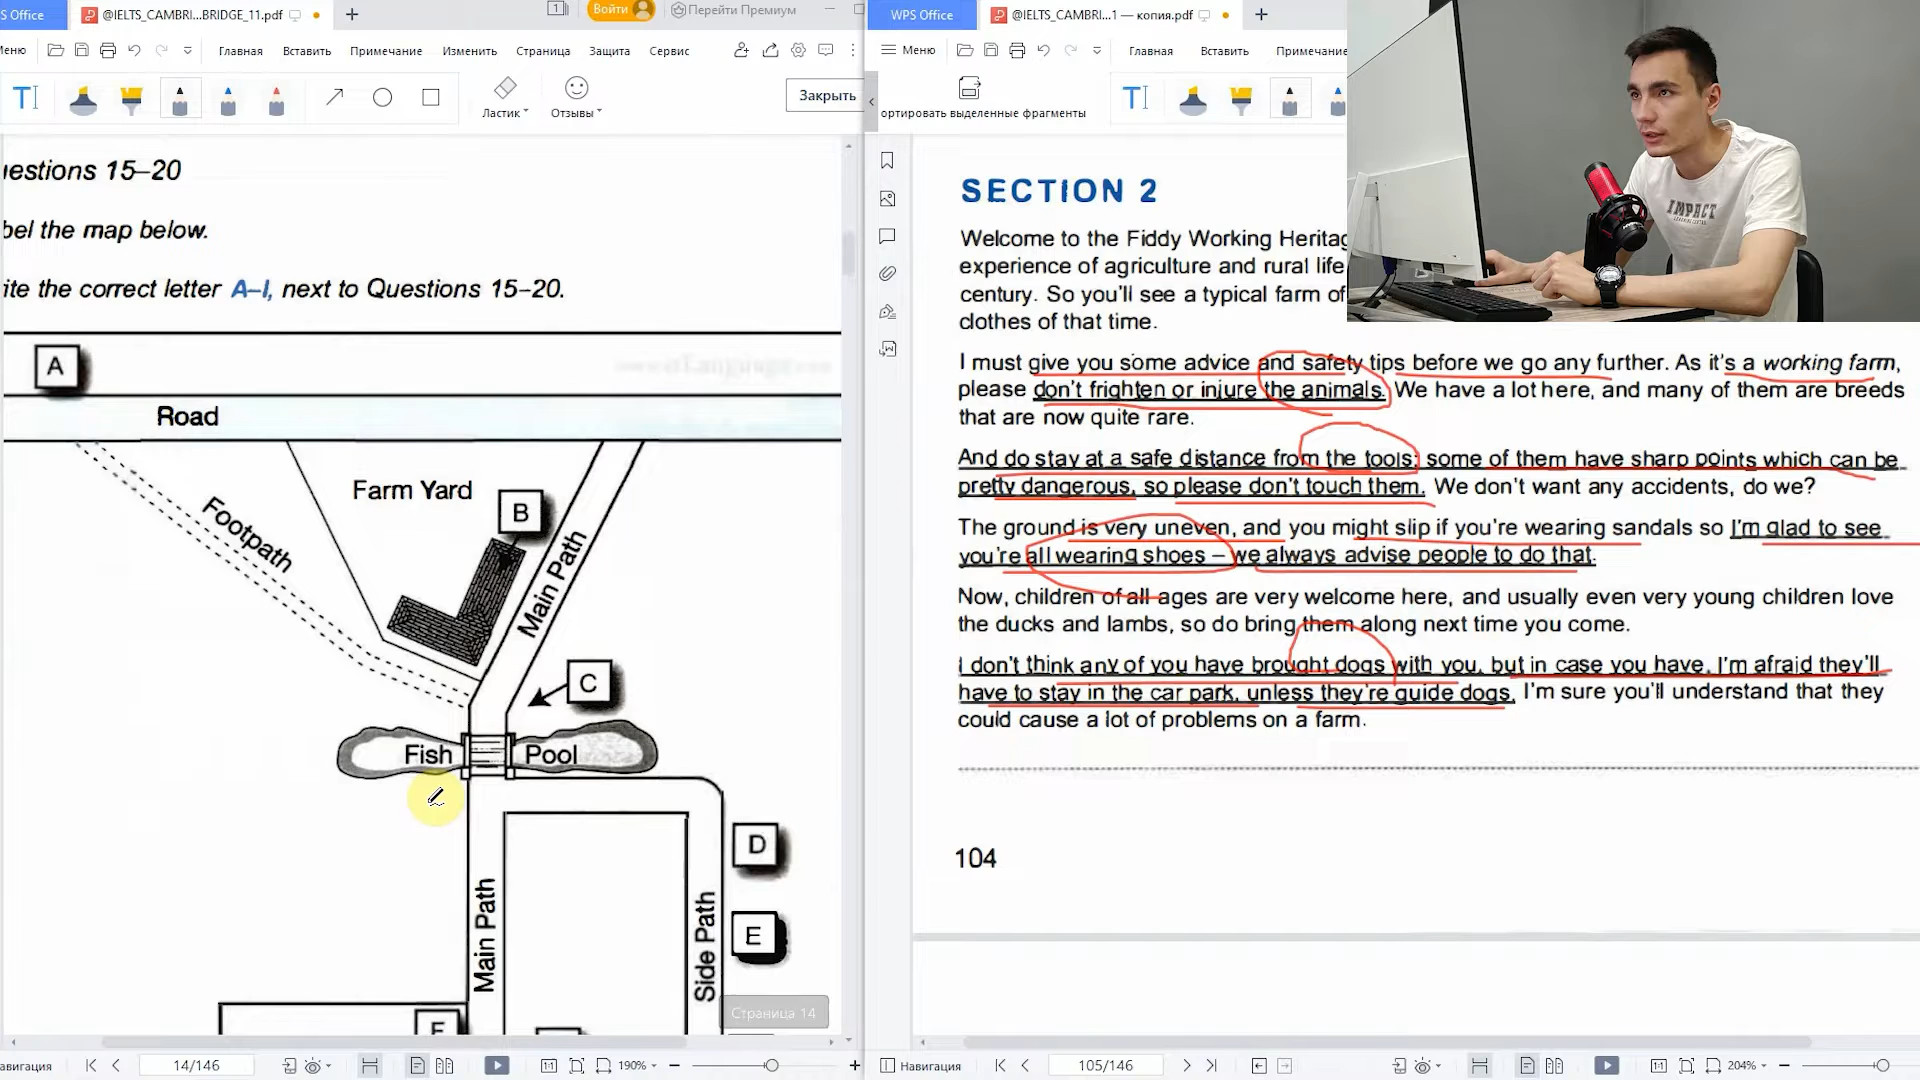 S Office
@IELTS_CAMBRI...BRIDGE_11.pdf
Войти
Перейти Премиум
WPS Office
@IELTS_CAMBRI...1 — копия.pdf
Главная
Вставить
Примечание
Изменить
Страница
Защита
Сервис
Ластик
Отзывы
Закрыть
Меню
Главная
Вставить
Примечание
ортировать выделенные фрагменты
uestions 15–20
bel the map below.
ite the correct letter A–I, next to Questions 15–20.
A
Road
Footpath
Farm Yard
B
Main Path
C
Fish
Pool
D
Main Path
E
Side Path
Страница 14
F
SECTION 2
Welcome to the Fiddy Working Heritag
experience of agriculture and rural life
century. So you'll see a typical farm of
clothes of that time.
I must give you some advice and safety tips before we go any further. As it's a working farm,
please don't frighten or injure the animals. We have a lot here, and many of them are breeds
that are now quite rare.
And do stay at a safe distance from the tools; some of them have sharp points which can be
pretty dangerous, so please don't touch them. We don't want any accidents, do we?
The ground is very uneven, and you might slip if you're wearing sandals so I'm glad to see
you're all wearing shoes – we always advise people to do that.
Now, children of all ages are very welcome here, and usually even very young children love
the ducks and lambs, so do bring them along next time you come.
I don't think any of you have brought dogs with you, but in case you have, I'm afraid they'll
have to stay in the car park, unless they're guide dogs. I'm sure you'll understand that they
could cause a lot of problems on a farm.
104
IMPACT
авигация
14/146
190%
Навигация
105/146
204%